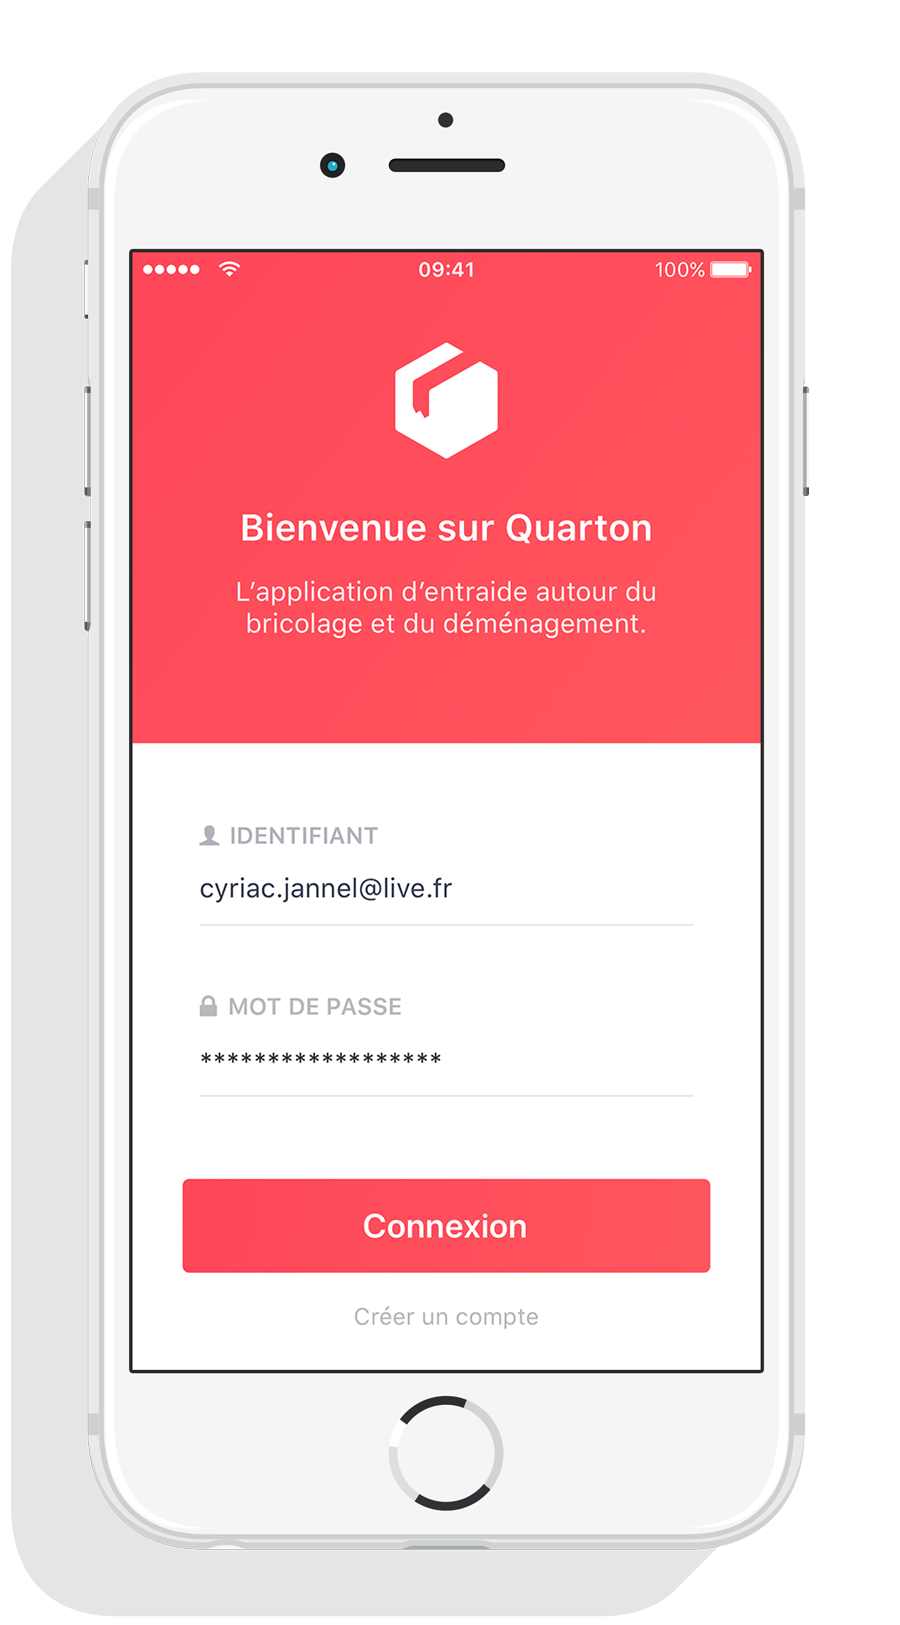 09:41
100%
Bienvenue sur Quarton
L’application d’entraide autour du
bricolage et du déménagement.
IDENTIFIANT
cyriac.jannel@live.fr
MOT DE PASSE
******************
Connexion
Créer un compte